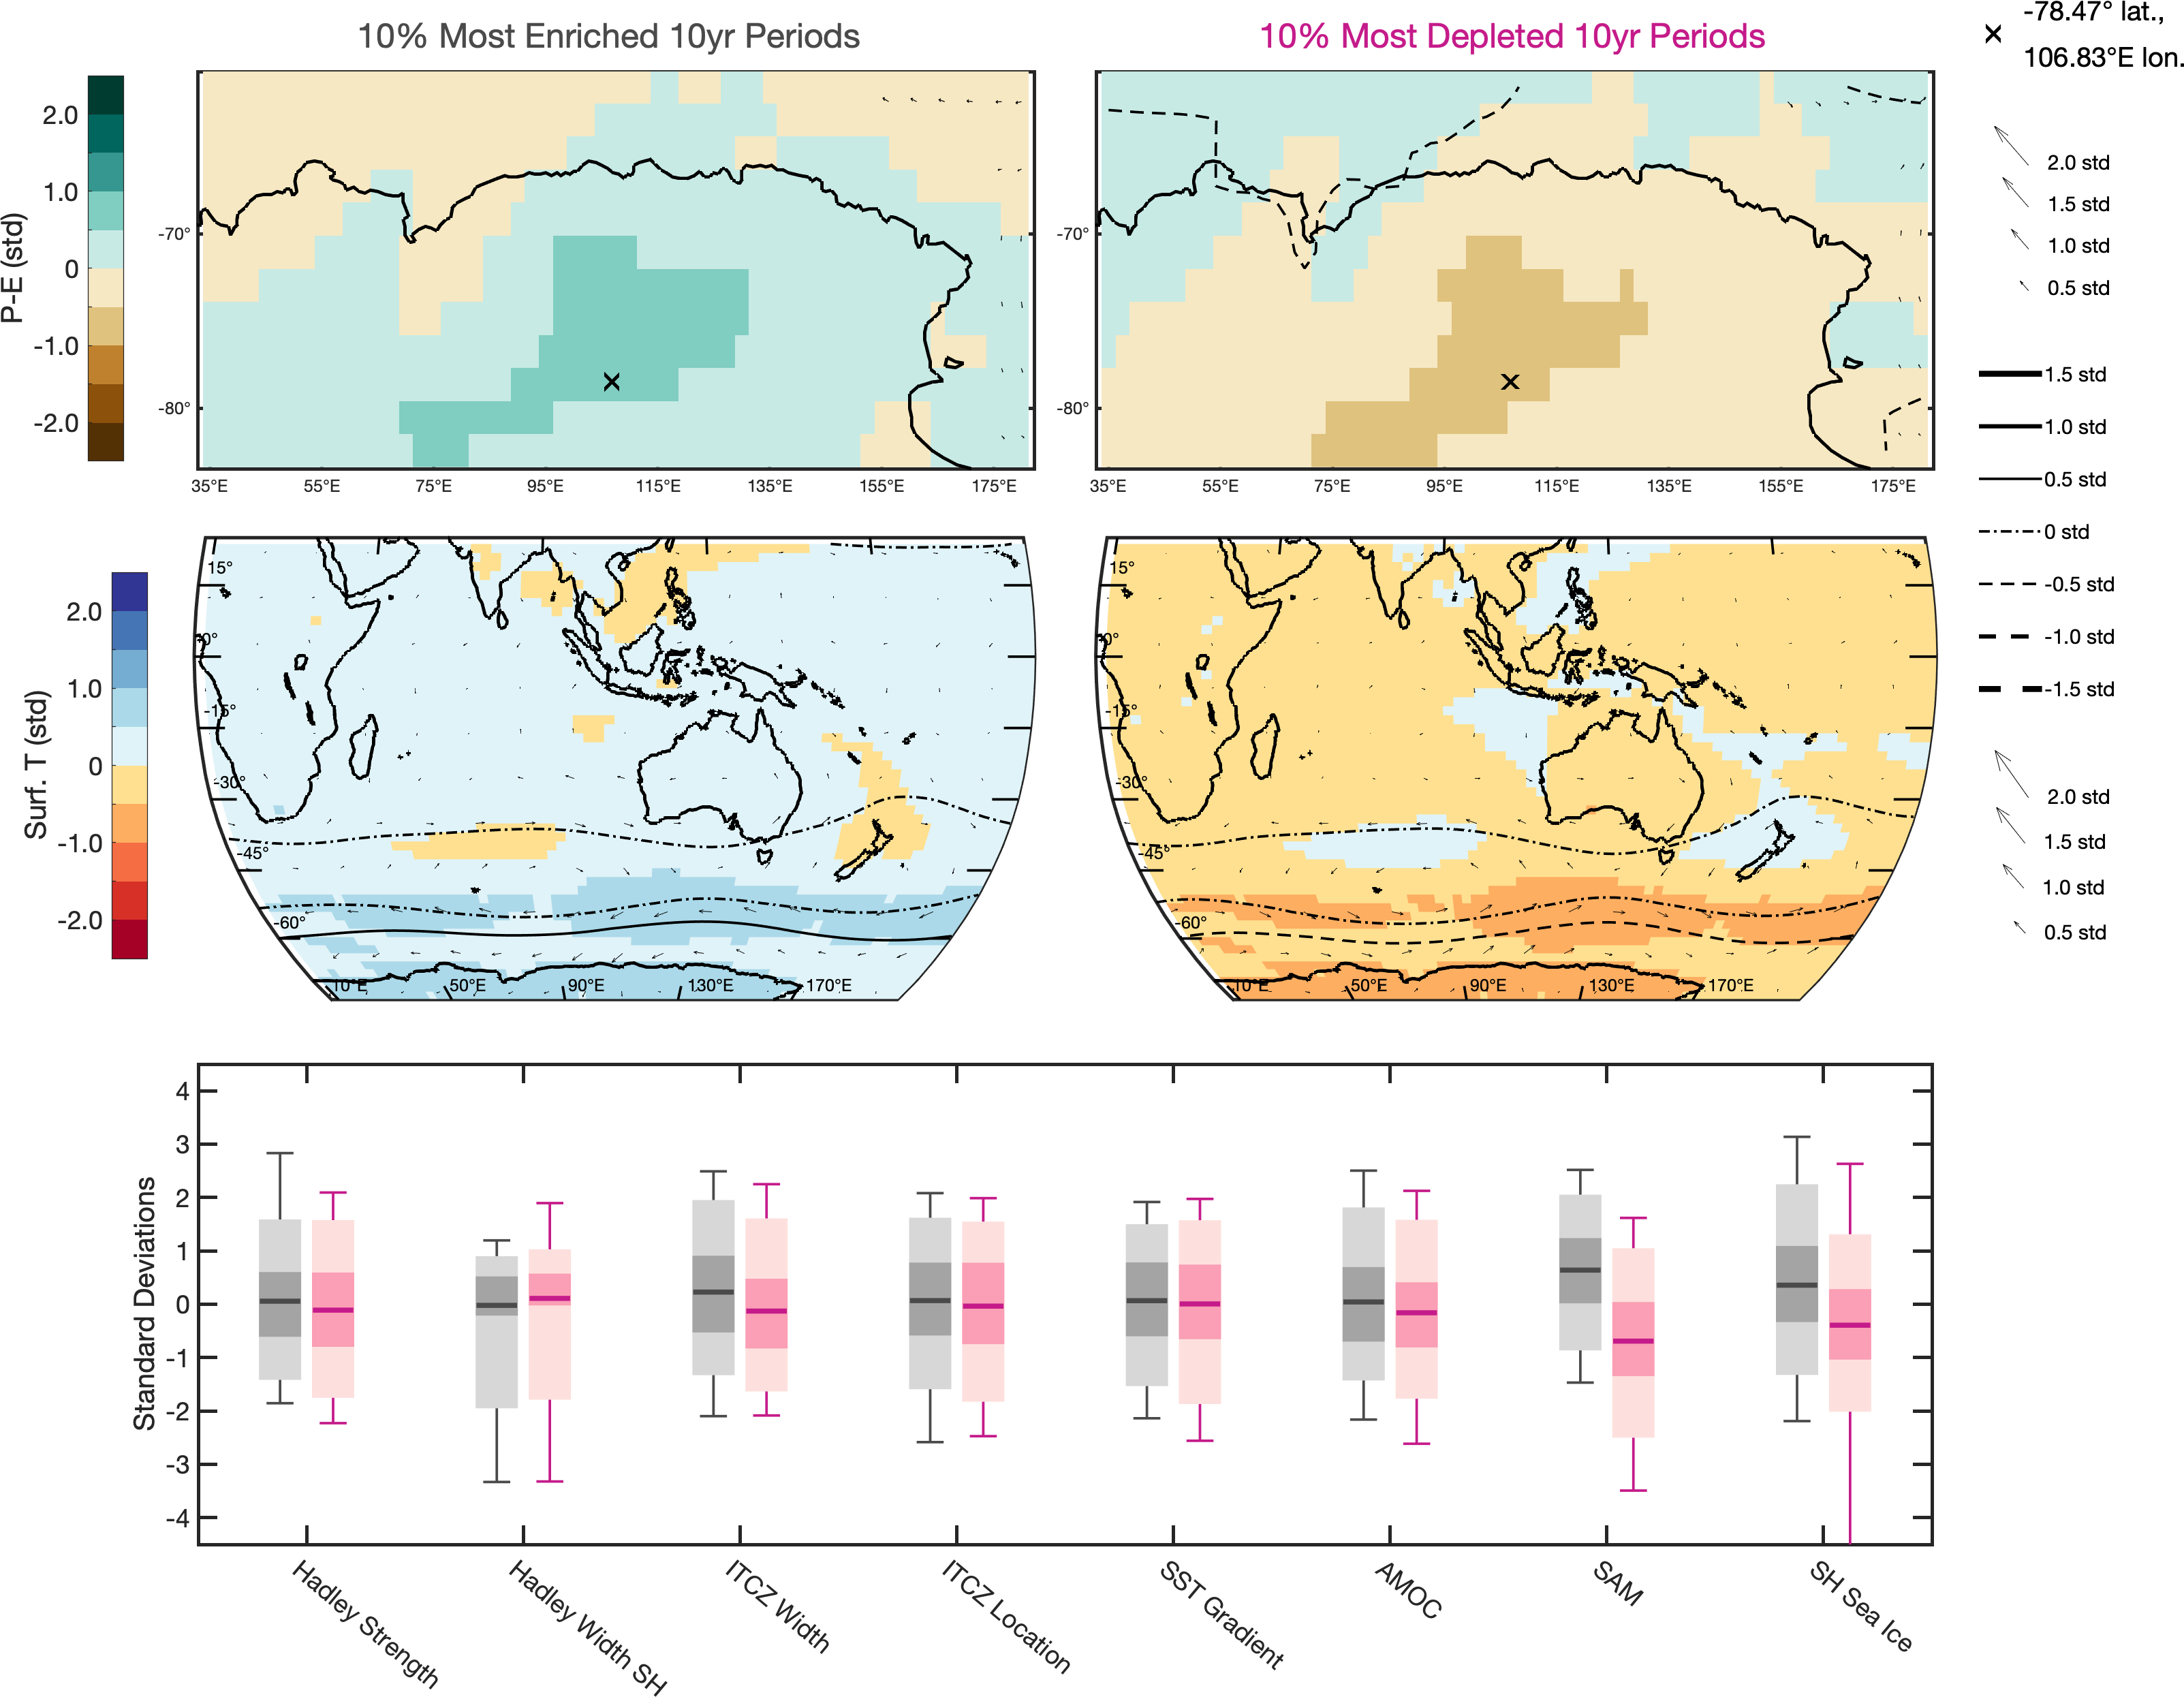 10% Most Enriched 10yr Periods
10% Most Depleted 10yr Periods
-78.47° lat.,
106.83°E lon.
P-E (std)
2.0
1.0
0
-1.0
-2.0
-70°
-80°
35°E 55°E 75°E 95°E 115°E 135°E 155°E 175°E
-70°
-80°
35°E 55°E 75°E 95°E 115°E 135°E 155°E 175°E
2.0 std
1.5 std
1.0 std
0.5 std
1.5 std
1.0 std
0.5 std
0 std
-0.5 std
-1.0 std
-1.5 std
2.0 std
1.5 std
1.0 std
0.5 std
Surf. T (std)
2.0
1.0
0
-1.0
-2.0
15°
0°
-15°
-30°
-45°
-60°
10°E 50°E 90°E 130°E 170°E
15°
0°
-15°
-30°
-45°
-60°
10°E 50°E 90°E 130°E 170°E
Standard Deviations
4
3
2
1
0
-1
-2
-3
-4
Hadley Strength
Hadley Width SH
ITCZ Width
ITCZ Location
SST Gradient
AMOC
SAM
SH Sea Ice